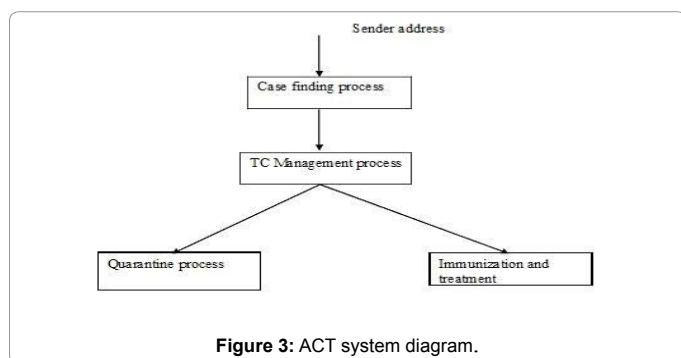 Sender address
Case finding process
TC Management process
Quarantine process
Immunization and
treatment
Figure 3: ACT system diagram.